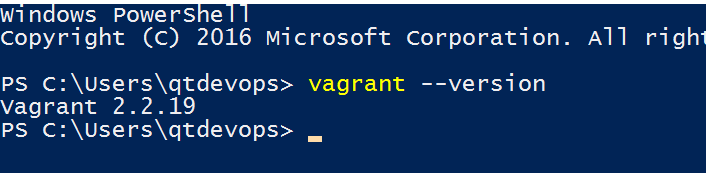 Windows PowerShell
Copyright (C) 2016 Microsoft Corporation. All righ
PS C:\Users\qtdevops> vagrant --version
Vagrant 2.2.19
PS C:\Users\qtdevops>